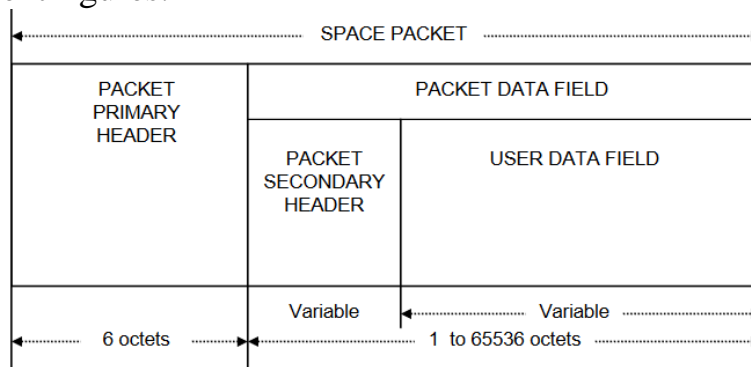 SPACE PACKET
PACKET
PRIMARY
HEADER
PACKET DATA FIELD
PACKET
SECONDARY
HEADER
USER DATA FIELD
Variable
Variable
6 octets
1 to 65536 octets